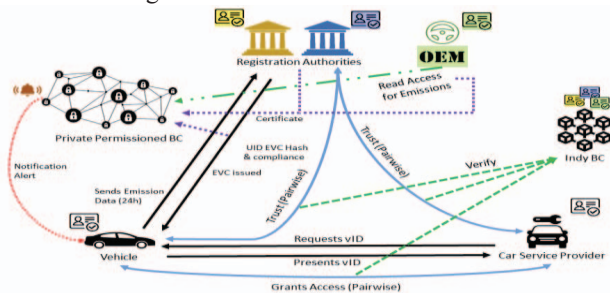 Registration Authorities
OEM
Read Access
for Emissions
Private Permissioned BC
Certificate
UID EVC Hash
& compliance
EVC Issued
Trust (Pairwise)
Indy BC
Notification
Alert
Sends Emission
Data (24h)
Verify
Trust (Pairwise)
Requests vID
Vehicle
Presents vID
Car Service Provider
Grants Access (Pairwise)